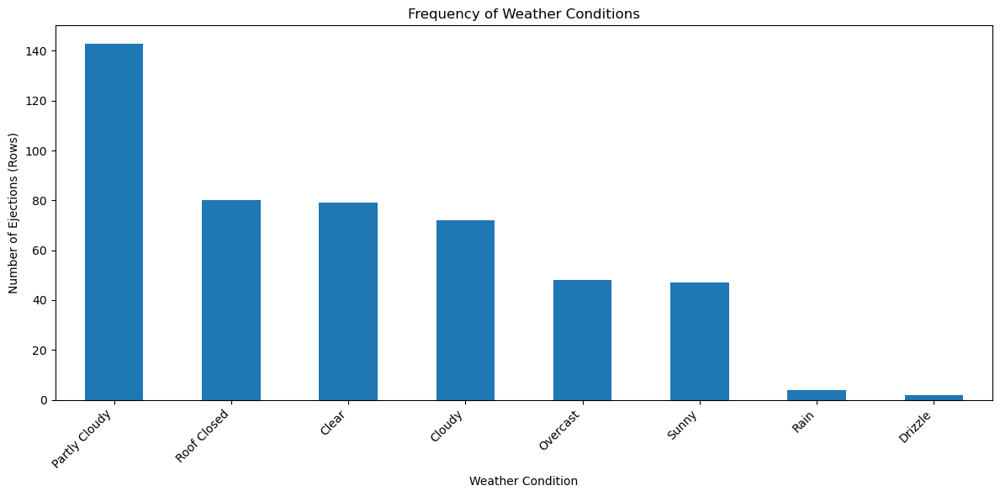 Frequency of Weather Conditions
Number of Ejections (Rows)
140
120
100
80
60
40
20
0
Partly Cloudy
Roof Closed
Clear
Cloudy
Overcast
Sunny
Rain
Drizzle
Weather Condition